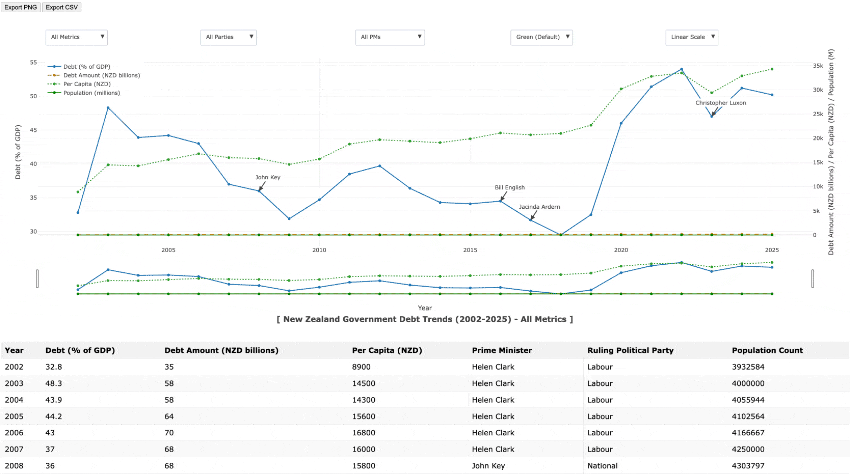 Export PNG Export CSV
All Metrics All Parties All PMs Green (Default) Linear Scale
Debt (% of GDP)
Debt Amount (NZD billions)
Per Capita (NZD)
Population (millions)
55
50
45
40
35
30
Debt (% of GDP)
35k
30k
25k
20k
15k
10k
5k
0
Debt Amount (NZD billions) / Per Capita (NZD) / Population (M)
John Key
Bill English
Jacinda Ardern
Christopher Luxon
2005 2010 2015 2020 2025
Year
[ New Zealand Government Debt Trends (2002-2025) - All Metrics ]
Year Debt (% of GDP) Debt Amount (NZD billions) Per Capita (NZD) Prime Minister Ruling Political Party Population Count
2002 32.8 35 8900 Helen Clark Labour 3932584
2003 48.3 58 14500 Helen Clark Labour 4000000
2004 43.9 58 14300 Helen Clark Labour 4055944
2005 44.2 64 15600 Helen Clark Labour 4102564
2006 43 70 16800 Helen Clark Labour 4166667
2007 37 68 16000 Helen Clark Labour 4250000
2008 36 68 15800 John Key National 4303797